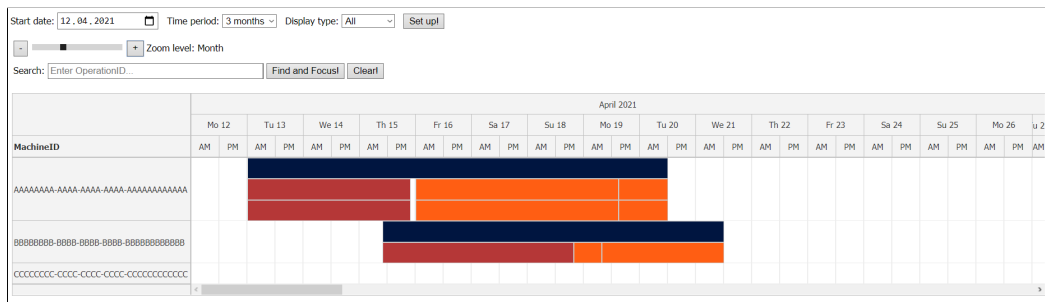 Start date: 12.04.2021 Time period: 3 months Display type: All Set up!
- + Zoom level: Month
Search: Enter OperationID... Find and Focus! Clear!
April 2021
Mo 12 Tu 13 We 14 Th 15 Fr 16 Sa 17 Su 18 Mo 19 Tu 20 We 21 Th 22 Fr 23 Sa 24 Su 25 Mo 26 u 2
MachineID AM PM AM PM AM PM AM PM AM PM AM PM AM PM AM PM AM PM AM PM AM PM AM PM AM PM AM PM AM PM AM
AAAAAAAA-AAAA-AAAA-AAAA-AAAAAAAAAAAA
BBBBBBBB-BBBB-BBBB-BBBB-BBBBBBBBBBBB
CCCCCCCC-CCCC-CCCC-CCCC-CCCCCCCCCCCC